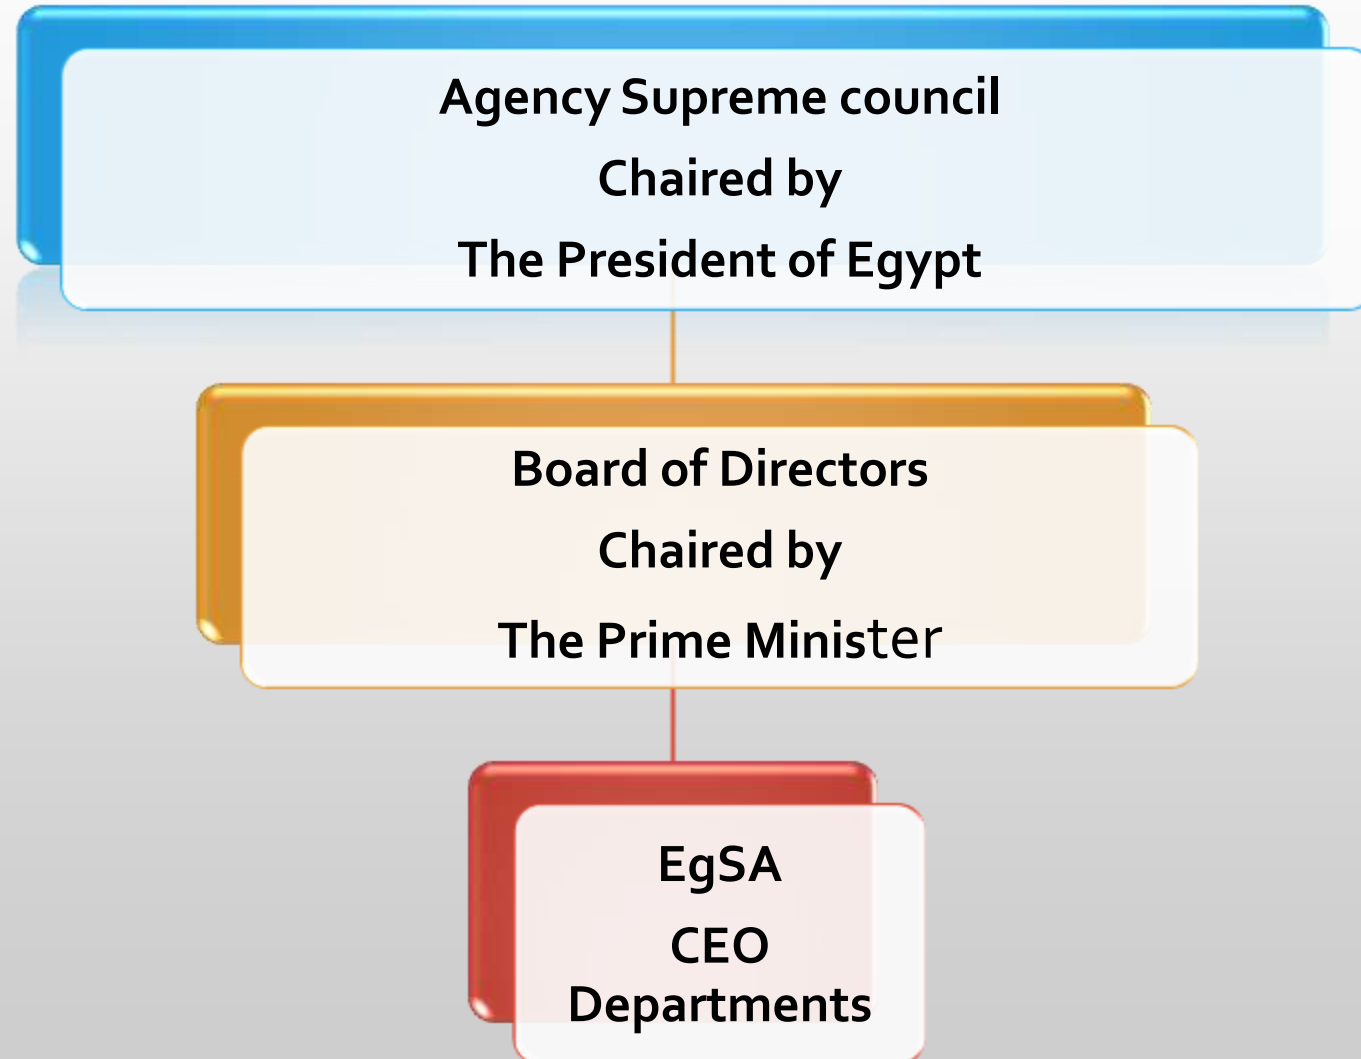 Agency Supreme council
Chaired by
The President of Egypt
Board of Directors
Chaired by
The Prime Minister
EgSA
CEO
Departments